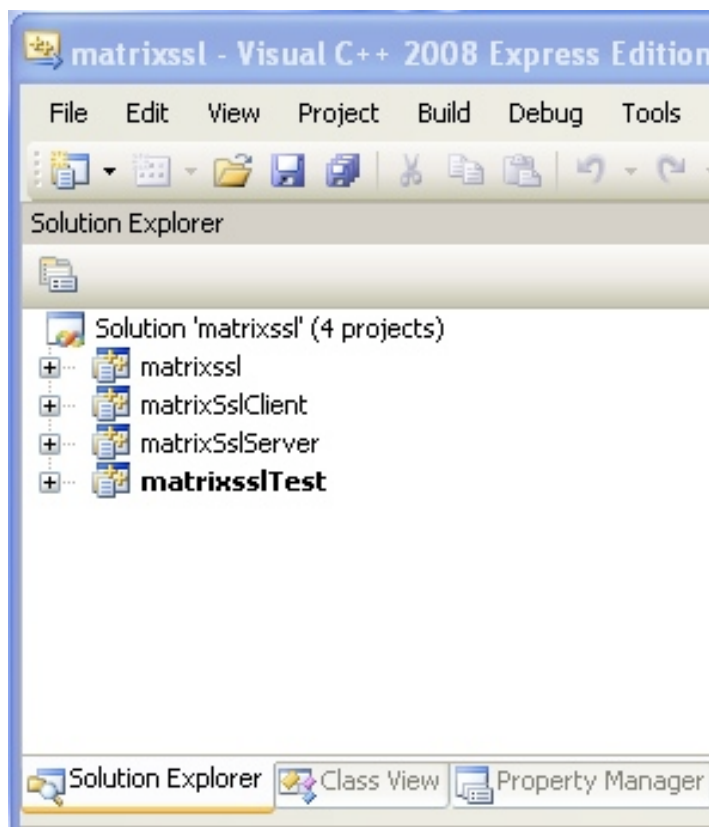 matrixssl - Visual C++ 2008 Express Edition
File Edit View Project Build Debug Tools
Solution Explorer
Solution 'matrixssl' (4 projects)
matrixssl
matrixSslClient
matrixSslServer
matrixsslTest
Solution Explorer Class View Property Manager